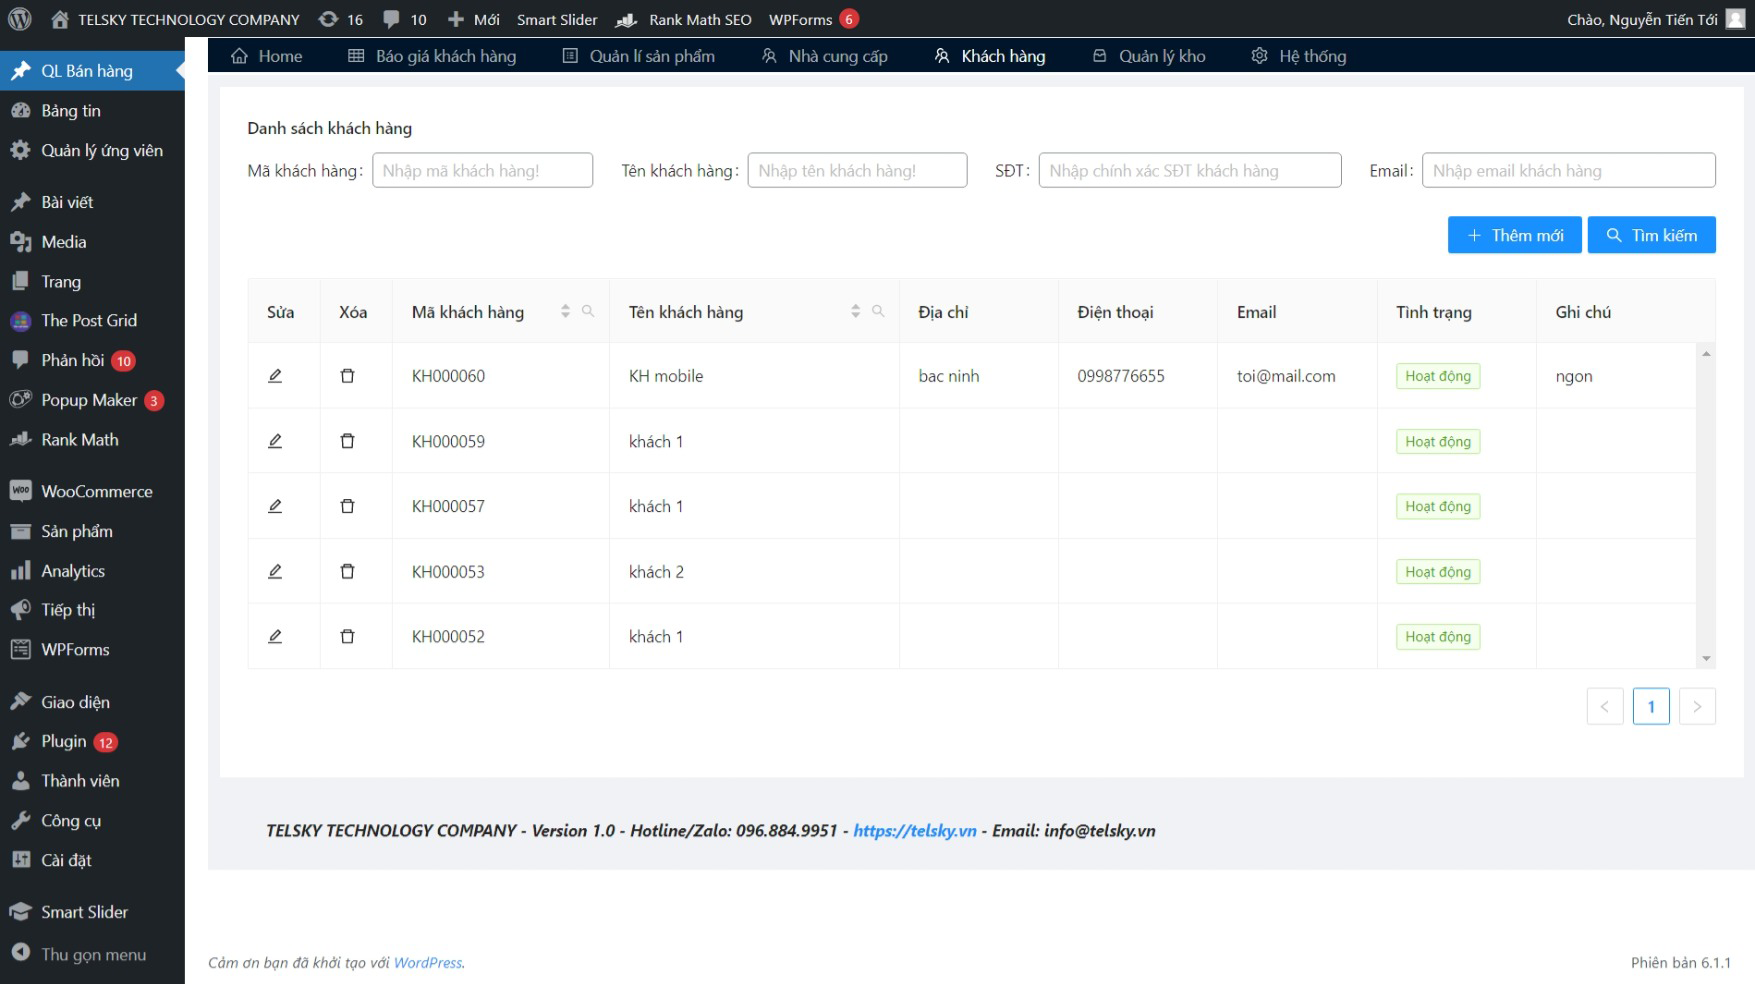 TELSKY TECHNOLOGY COMPANY 16 10 Mới Smart Slider Rank Math SEO WPForms 6 Chào, Nguyễn Tiến Tới
QL Bán hàng
Bảng tin
Quản lý ứng viên
Bài viết
Media
Trang
The Post Grid
Phản hồi 10
Popup Maker 3
Rank Math
WooCommerce
Sản phẩm
Analytics
Tiếp thị
WPForms
Giao diện
Plugin 12
Thành viên
Công cụ
Cài đặt
Smart Slider
Thu gọn menu
Home Báo giá khách hàng Quản lí sản phẩm Nhà cung cấp Khách hàng Quản lý kho Hệ thống
Danh sách khách hàng
Mã khách hàng: Nhập mã khách hàng! Tên khách hàng: Nhập tên khách hàng! SĐT: Nhập chính xác SĐT khách hàng Email: Nhập email khách hàng
Thêm mới Tìm kiếm
Sửa Xóa Mã khách hàng Tên khách hàng Địa chỉ Điện thoại Email Tình trạng Ghi chú
KH000060 KH mobile bac ninh 0998776655 toi@mail.com Hoạt động ngon
KH000059 khách 1 Hoạt động
KH000057 khách 1 Hoạt động
KH000053 khách 2 Hoạt động
KH000052 khách 1 Hoạt động
1
TELSKY TECHNOLOGY COMPANY - Version 1.0 - Hotline/Zalo: 096.884.9951 - https://telsky.vn - Email: info@telsky.vn
Cảm ơn bạn đã khởi tạo với WordPress. Phiên bản 6.1.1